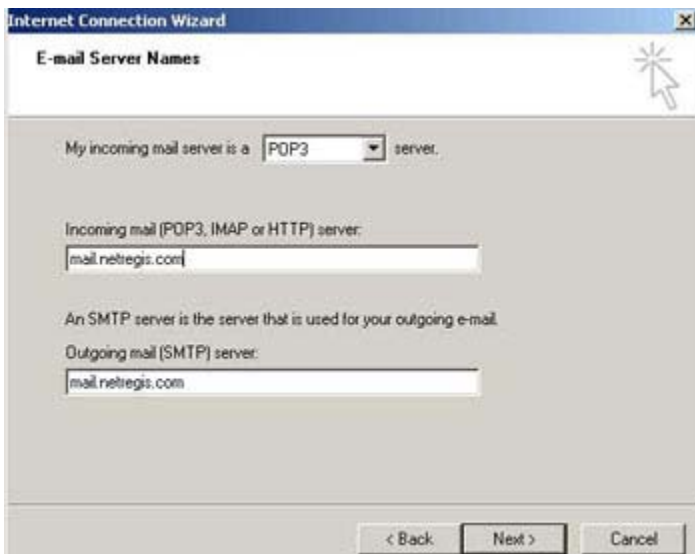 Internet Connection Wizard
E-mail Server Names
My incoming mail server is a POP3 server.
Incoming mail (POP3, IMAP or HTTP) server:
mail.netregis.com
An SMTP server is the server that is used for your outgoing e-mail.
Outgoing mail (SMTP) server:
mail.netregis.com
< Back Next > Cancel